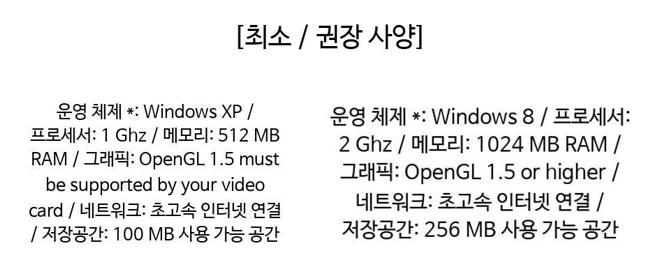 [최소 / 권장 사양]
운영 체제 *: Windows XP /
프로세서: 1 Ghz / 메모리: 512 MB
RAM / 그래픽: OpenGL 1.5 must
be supported by your video
card / 네트워크: 초고속 인터넷 연결
/ 저장공간: 100 MB 사용 가능 공간
운영 체제 *: Windows 8 / 프로세서:
2 Ghz / 메모리: 1024 MB RAM /
그래픽: OpenGL 1.5 or higher /
네트워크: 초고속 인터넷 연결 /
저장공간: 256 MB 사용 가능 공간